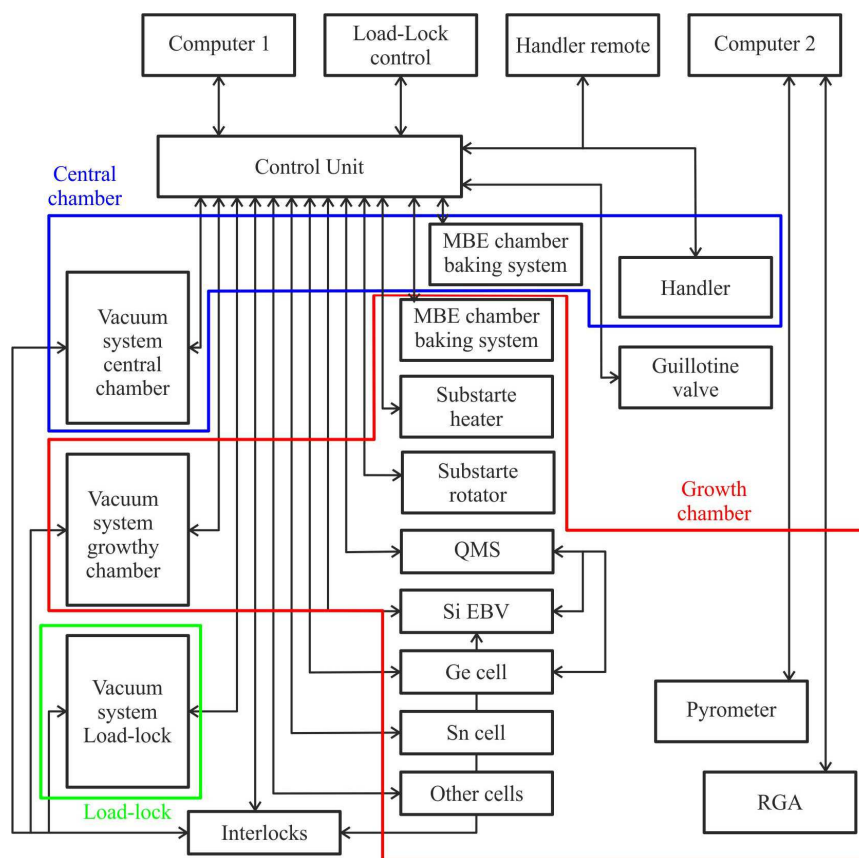 Computer 1
Load-Lock
control
Handler remote
Computer 2
Control Unit
Central
chamber
MBE chamber
baking system
Handler
Vacuum
system
central
chamber
MBE chamber
baking system
Guillotine
valve
Substarte
heater
Substarte
rotator
Growth
chamber
Vacuum
system
growthy
chamber
QMS
Si EBV
Ge cell
Vacuum
system
Load-lock
Sn cell
Pyrometer
Other cells
RGA
Load-lock
Interlocks